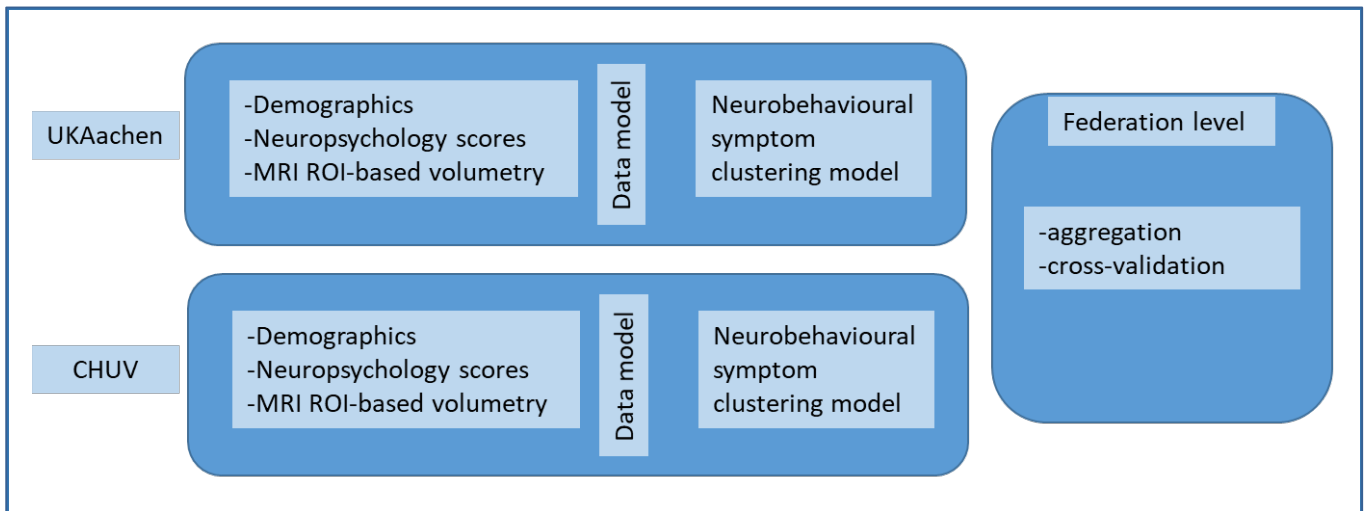 UKAachen
-Demographics
-Neuropsychology scores
-MRI ROI-based volumetry
Data model
Neurobehavioural
symptom
clustering model
CHUV
-Demographics
-Neuropsychology scores
-MRI ROI-based volumetry
Data model
Neurobehavioural
symptom
clustering model
Federation level
-aggregation
-cross-validation